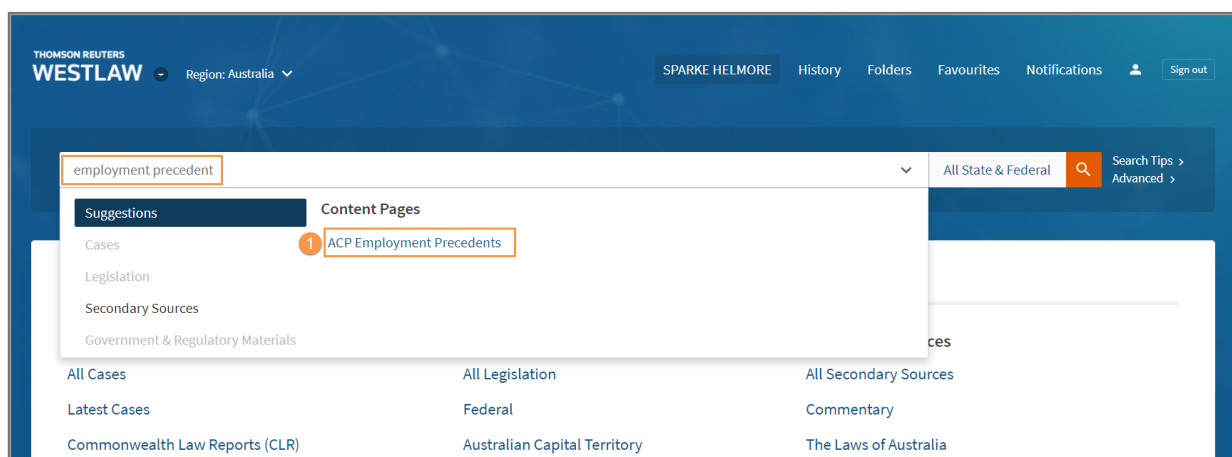 THOMSON REUTERS
WESTLAW
Region: Australia
SPARKE HELMORE
History
Folders
Favourites
Notifications
Sign out
employment precedent
All State & Federal
Search Tips >
Advanced >
Suggestions
Cases
Legislation
Secondary Sources
Government & Regulatory Materials
Content Pages
1 ACP Employment Precedents
ces
All Cases
All Legislation
All Secondary Sources
Latest Cases
Federal
Commentary
Commonwealth Law Reports (CLR)
Australian Capital Territory
The Laws of Australia